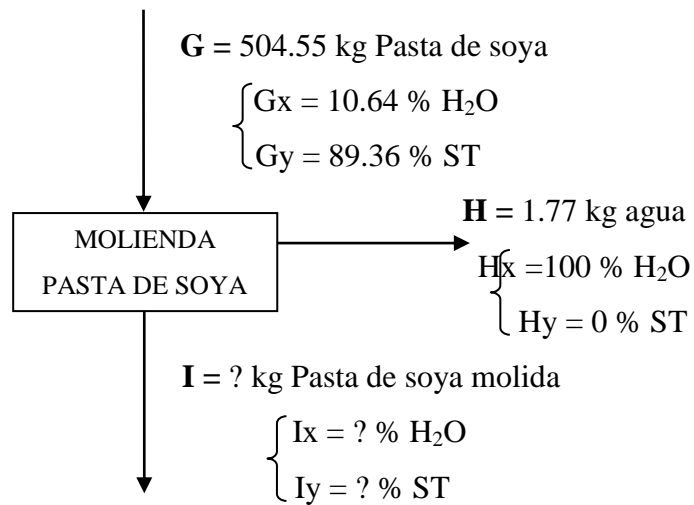 G = 504.55 kg Pasta de soya
Gx = 10.64 % H₂O
Gy = 89.36 % ST
MOLIENDA
PASTA DE SOYA
H = 1.77 kg agua
Hx =100 % H₂O
Hy = 0 % ST
I = ? kg Pasta de soya molida
Ix = ? % H₂O
Iy = ? % ST